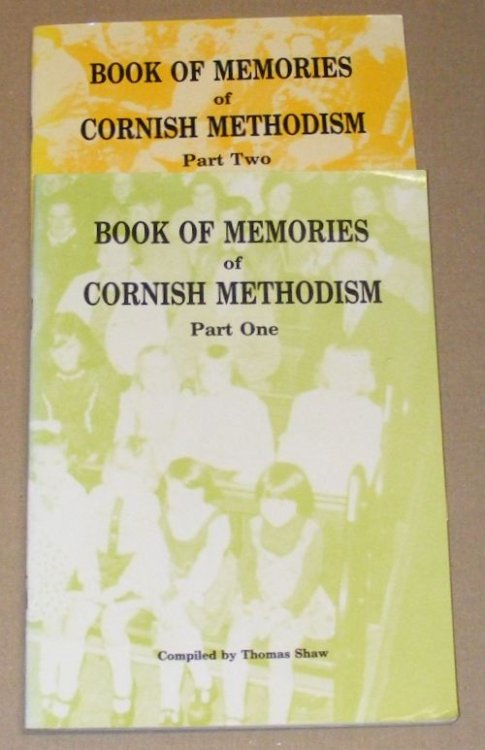 BOOK OF MEMORIES
of
CORNISH METHODISM
Part Two
BOOK OF MEMORIES
of
CORNISH METHODISM
Part One
Compiled by Thomas Shaw